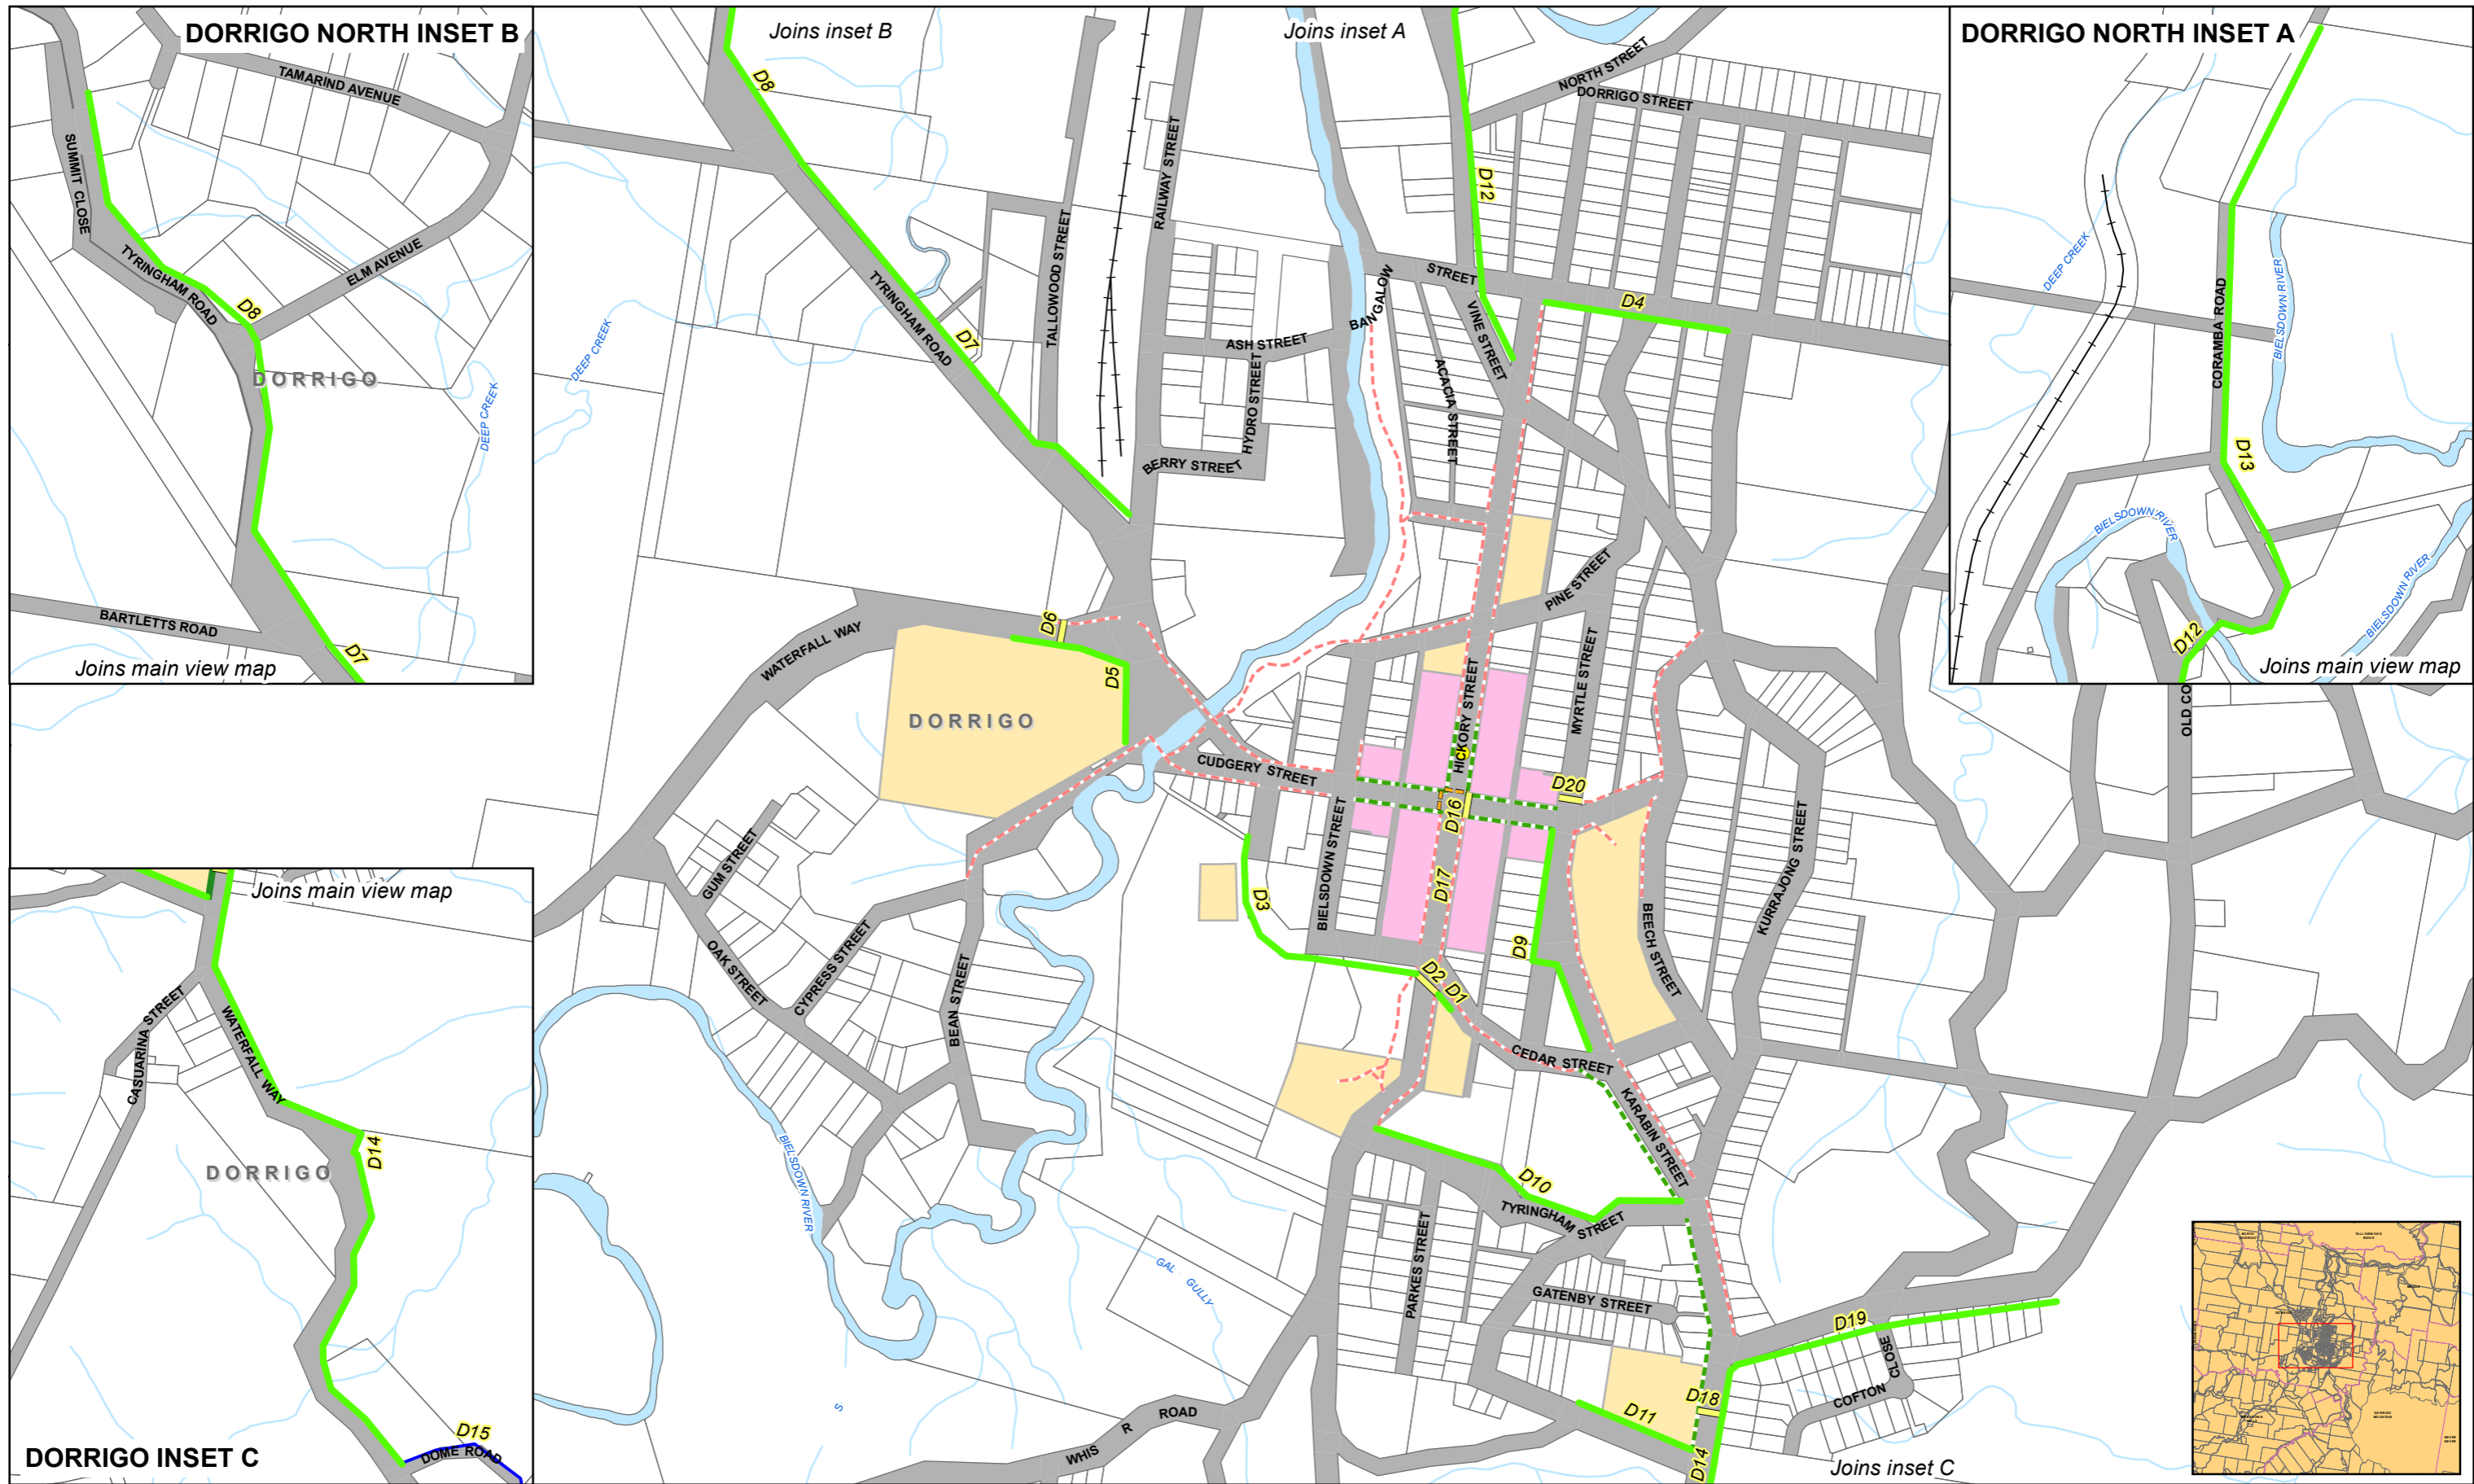 DORRIGO NORTH INSET B
TAMARIND AVENUE
SUMMIT CLOSE
TYRINGHAM ROAD
ELM AVENUE
D8
DORRIGO
DEEP CREEK
BARTLETTS ROAD
D7
Joins main view map
Joins inset B
Joins inset A
D8
TYRINGHAM ROAD
D7
DEEP CREEK
TALLOWOOD STREET
RAILWAY STREET
ASH STREET
HYDRO STREET
BERRY STREET
BANGALOW
STREET
NORTH STREET
DORRIGO STREET
D12
VINE STREET
D4
ACACIA STREET
PINE STREET
MYRTLE STREET
HICKORY STREET
WATERFALL WAY
D6
D5
DORRIGO
CUDGERY STREET
D16
D20
D17
BIELSDOWN STREET
D3
D9
D2
D1
BEECH STREET
KURRAJONG STREET
GUM STREET
OAK STREET
CYPRESS STREET
BEAN STREET
BIELSDOWN RIVER
CEDAR STREET
KARABIN STREET
D10
TYRINGHAM STREET
PARKES STREET
GATENBY STREET
GAL GULLY
S
D19
COFTON CLOSE
D18
D11
D14
WHIS R ROAD
Joins inset C
OLD CO
DORRIGO NORTH INSET A
DEEP CREEK
CORAMBA ROAD
BIELSDOWN RIVER
D13
BIELSDOWN RIVER
BIELSDOWN RIVER
D12
Joins main view map
Joins main view map
CASUARINA STREET
WATERFALL WAY
D14
DORRIGO
D15
DOME ROAD
DORRIGO INSET C